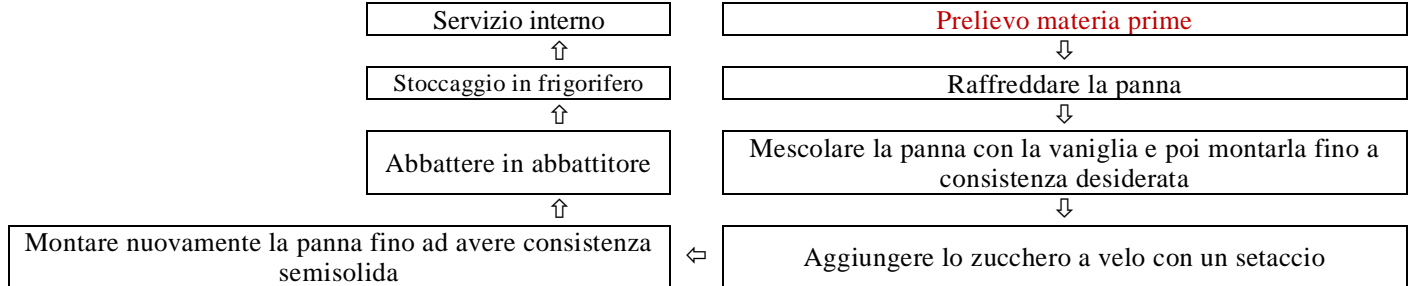 Servizio interno
Prelievo materia prime
⇧
⇩
Stoccaggio in frigorifero
Raffreddare la panna
⇧
⇩
Abbattere in abbattitore
Mescolare la panna con la vaniglia e poi montarla fino a
consistenza desiderata
⇧
⇩
Montare nuovamente la panna fino ad avere consistenza
semisolida
⇦
Aggiungere lo zucchero a velo con un setaccio